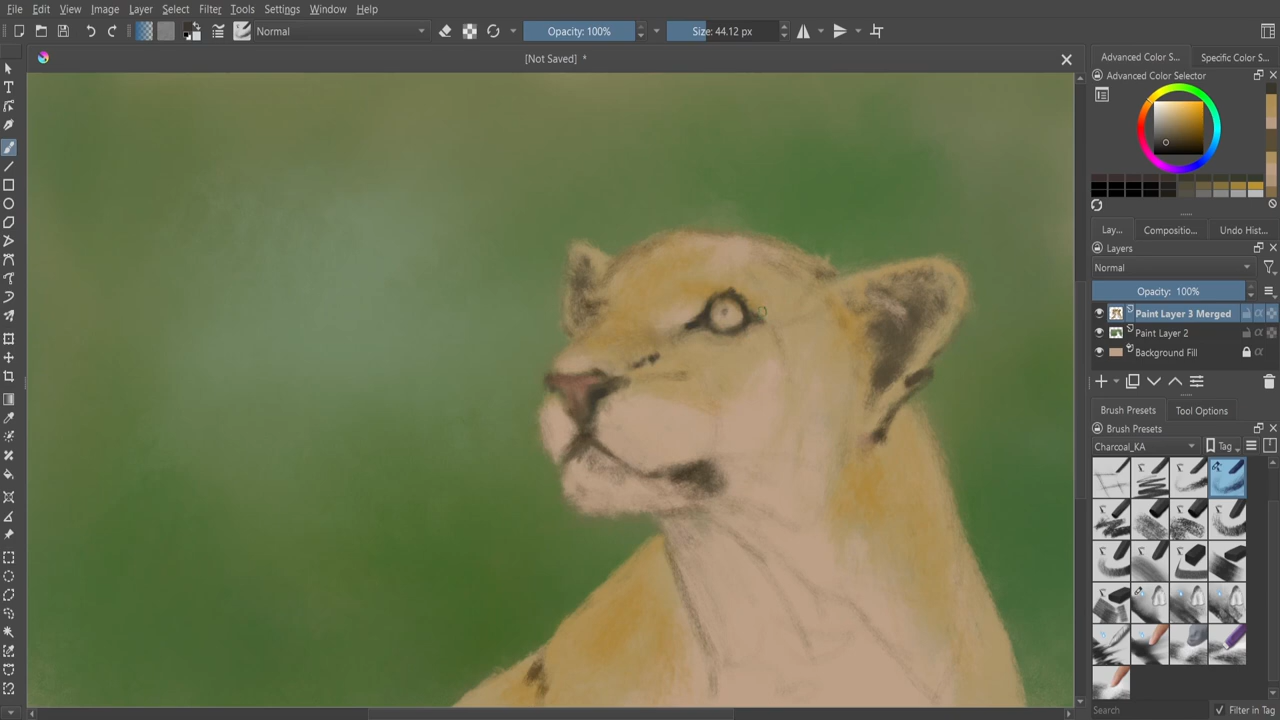 File Edit View Image Layer Select Filter Tools Settings Window Help
Normal Opacity: 100% Size: 44.12 px
[Not Saved] *
Advanced Color S... Specific Color S...
Advanced Color Selector
Lay... Compositio... Undo Hist...
Layers
Normal
Opacity: 100%
Paint Layer 3 Merged
Paint Layer 2
Background Fill
Brush Presets Tool Options
Brush Presets
Charcoal_KA Tag
Search Filter in Tag